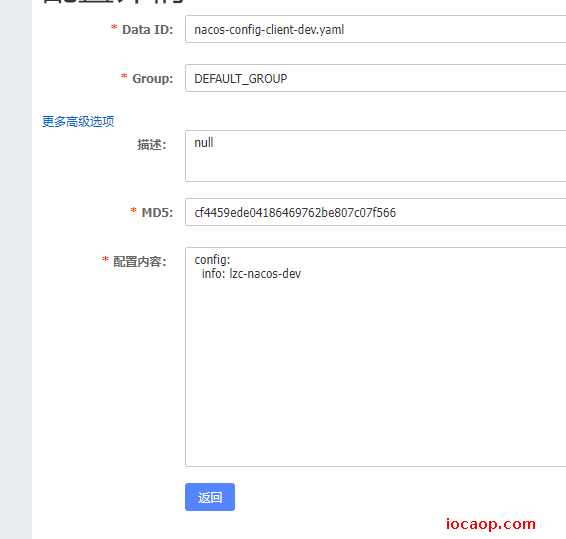 * Data ID: nacos-config-client-dev.yaml
* Group: DEFAULT_GROUP
更多高级选项
描述: null
* MD5: cf4459ede04186469762be807c07f566
* 配置内容: config:
info: lzc-nacos-dev
返回
iocaop.com